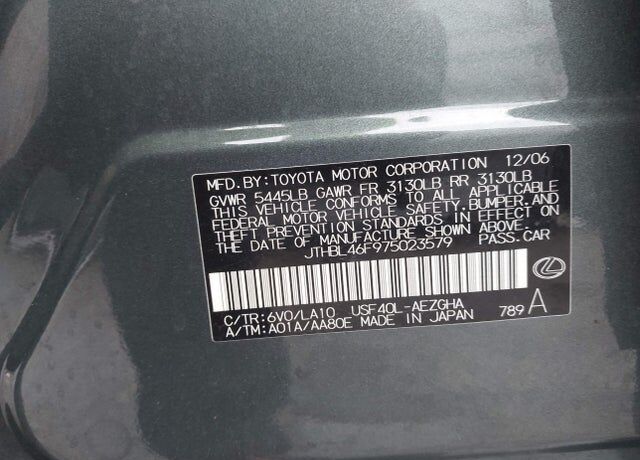 MFD.BY:TOYOTA MOTOR CORPORATION 12/06
GVWR 5445LB GAWR FR 3130LB RR 3130LB
THIS VEHICLE CONFORMS TO ALL APPLICABLE
FEDERAL MOTOR VEHICLE SAFETY,BUMPER,AND
THEFT PREVENTION STANDARDS IN EFFECT ON
THE DATE OF MANUFACTURE SHOWN ABOVE.
JTHBL46F975023579 PASS.CAR
C/TR:6V0/LA10 USF40L-AEZGHA
A/TM:A01A/AA80E MADE IN JAPAN 789 A